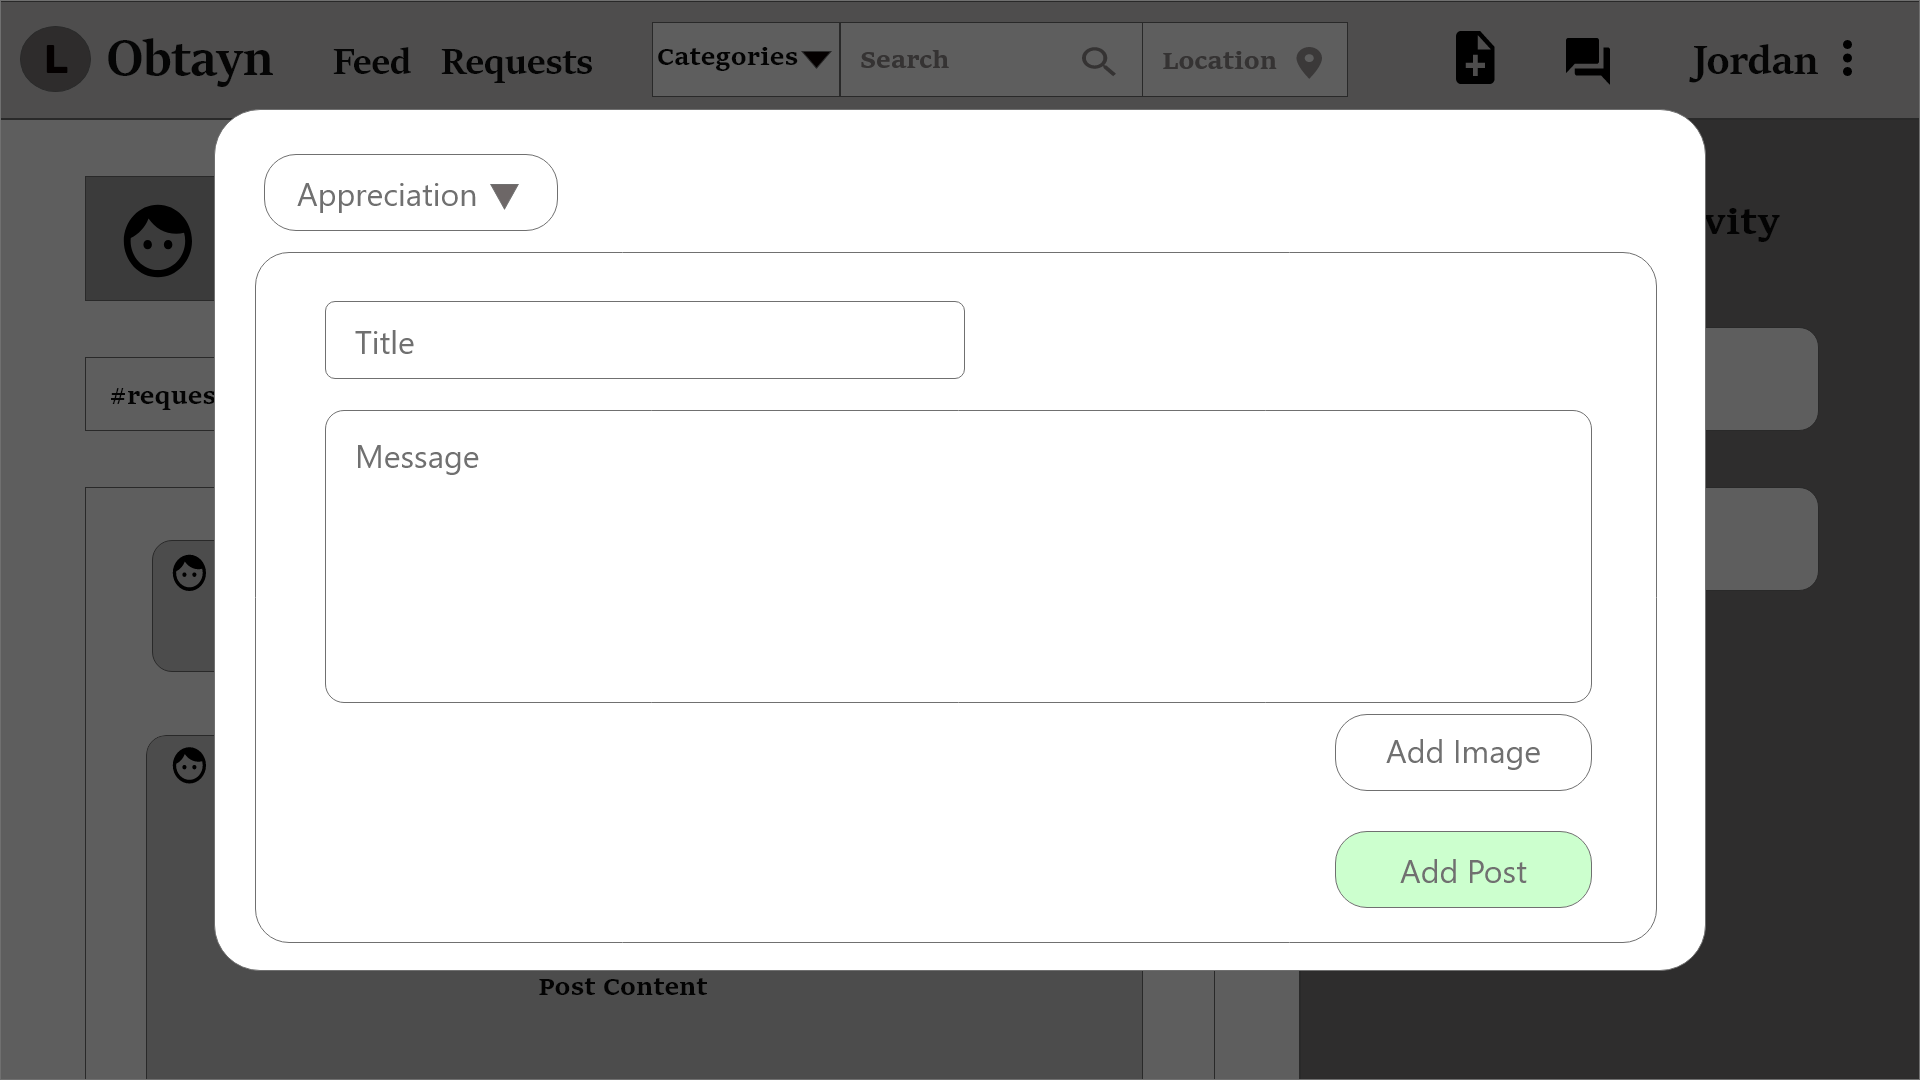 L Obtayn Feed Requests Categories Search Location Jordan
Appreciation
vity
Title
#reques
Message
Add Image
Add Post
Post Content